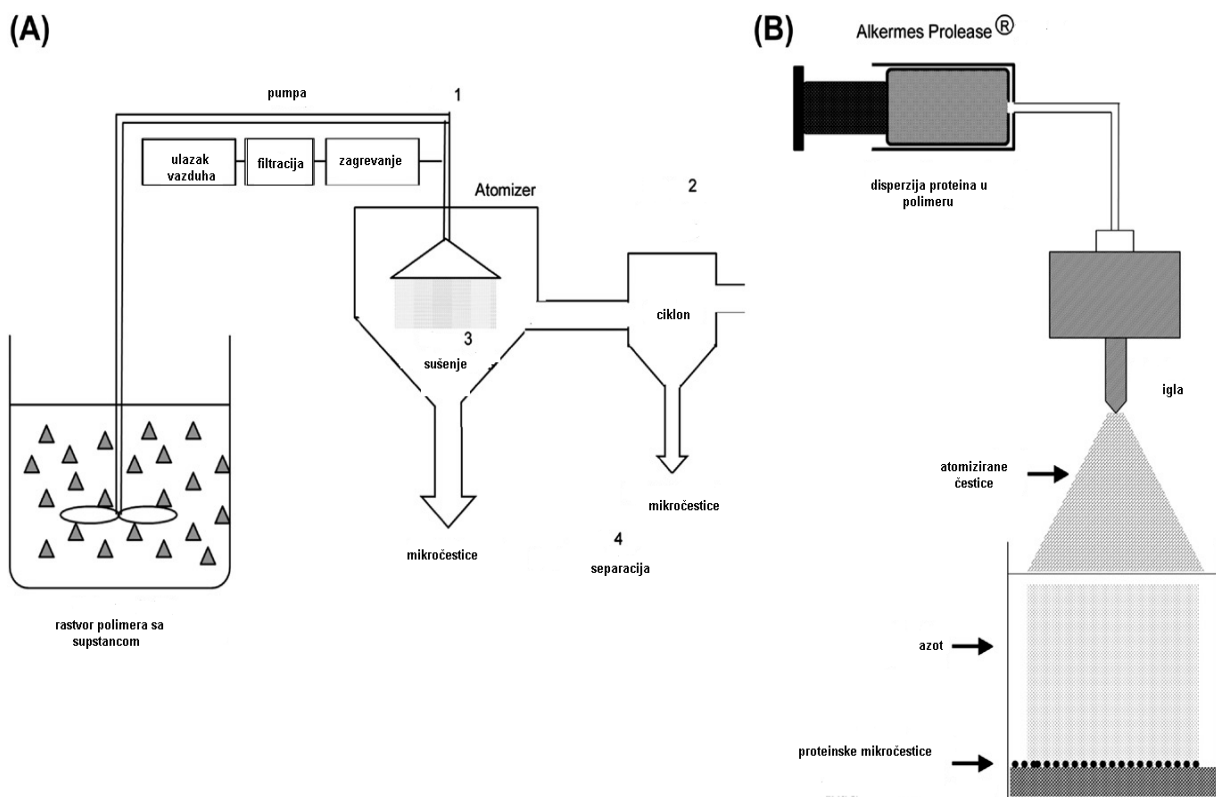 (A)
pumpa
1
ulazak
vazduha
filtracija
zagrevanje
Atomizer
2
ciklon
3
sušenje
mikročestice
mikročestice
4
separacija
rastvor polimera sa
supstancom
(B)
Alkermes Prolease ®
disperzija proteina u
polimeru
igla
atomizirane
čestice
azot
proteinske mikročestice